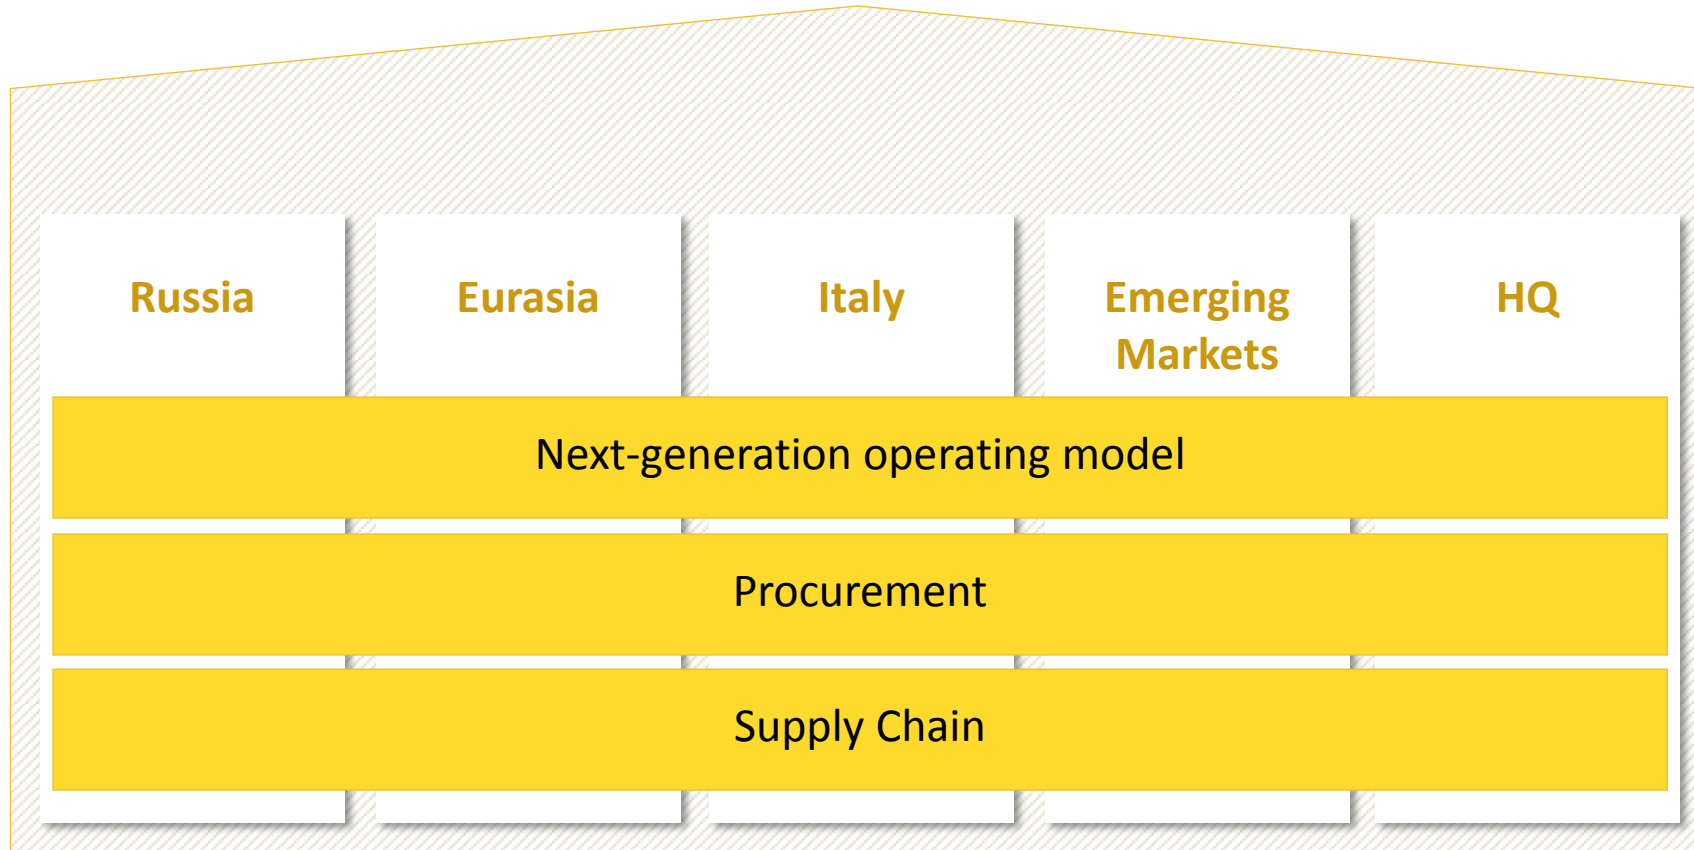 Russia
Eurasia
Italy
Emerging
Markets
HQ
Next-generation operating model
Procurement
Supply Chain